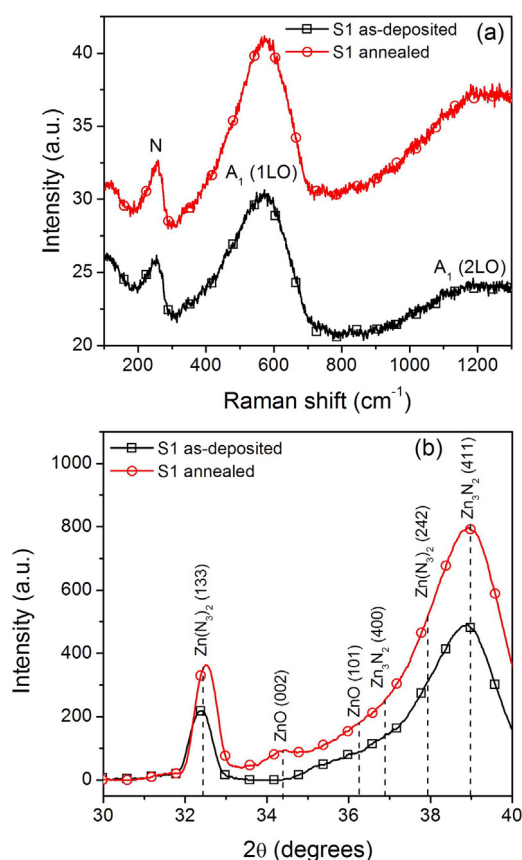 S1 as-deposited
S1 annealed
(a)
40
35
30
25
20
Intensity (a.u.)
N
A₁ (1LO)
A₁ (2LO)
200 400 600 800 1000 1200
Raman shift (cm⁻¹)
S1 as-deposited
S1 annealed
(b)
1000
800
600
400
200
0
Intensity (a.u.)
Zn(N₃)₂ (133)
ZnO (002)
ZnO (101)
Zn₃N₂ (400)
Zn(N₃)₂ (242)
Zn₃N₂ (411)
30 32 34 36 38 40
2θ (degrees)